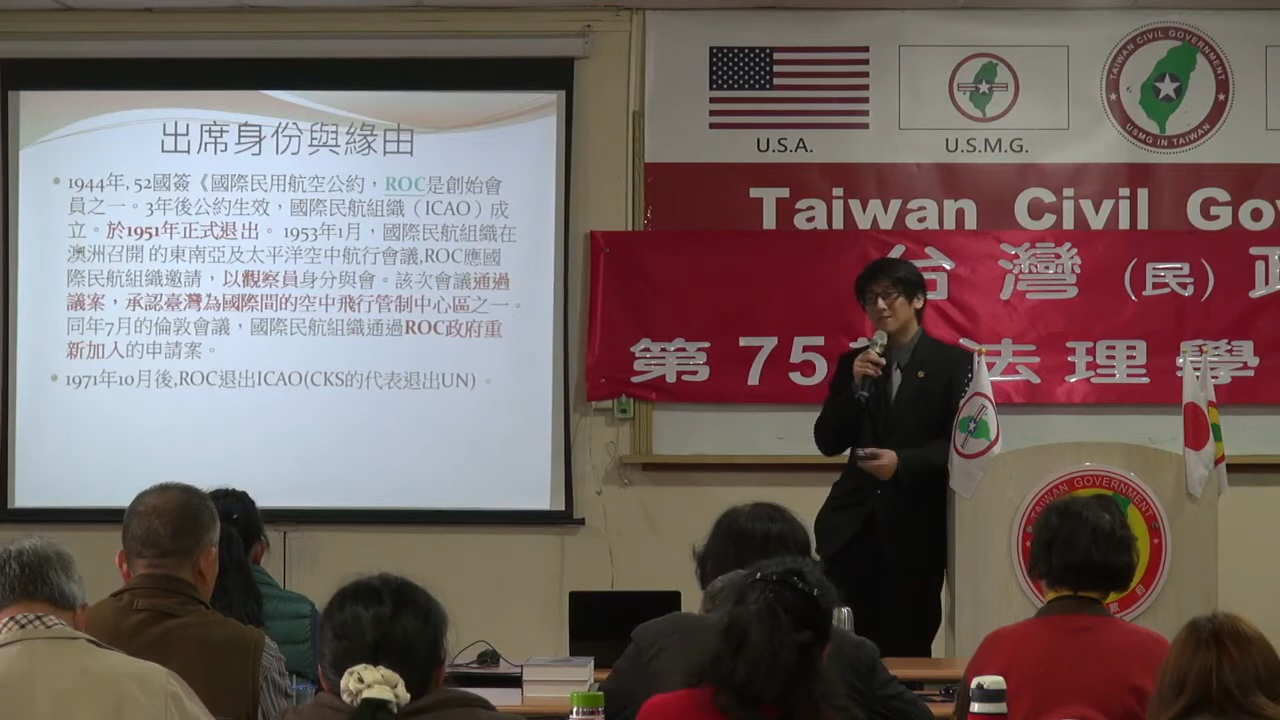 出席身份與緣由
• 1944年, 52國簽《國際民用航空公約，ROC是創始會
員之一。3年後公約生效，國際民航組織（ICAO）成
立。於1951年正式退出。 1953年1月，國際民航組織在
澳洲召開 的東南亞及太平洋空中航行會議,ROC應國
際民航組織邀請，以觀察員身分與會。該次會議通過
議案，承認臺灣為國際間的空中飛行管制中心區之一。
同年7月的倫敦會議，國際民航組織通過ROC政府重
新加入的申請案。
• 1971年10月後,ROC退出ICAO(CKS的代表退出UN) 。
U.S.A.
U.S.M.G.
TAIWAN CIVIL GOVERNMENT
USMG IN TAIWAN
Taiwan Civil Go
台灣（民）政
第75 法理學
TAIWAN GOVERNMENT